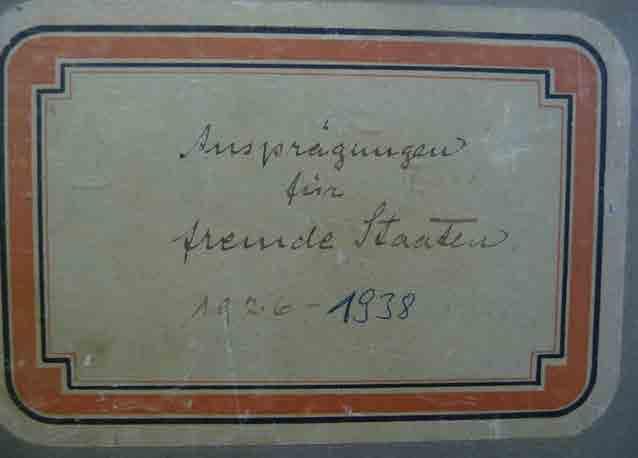 Ausprägungen
für
fremde Staaten
1926-1938